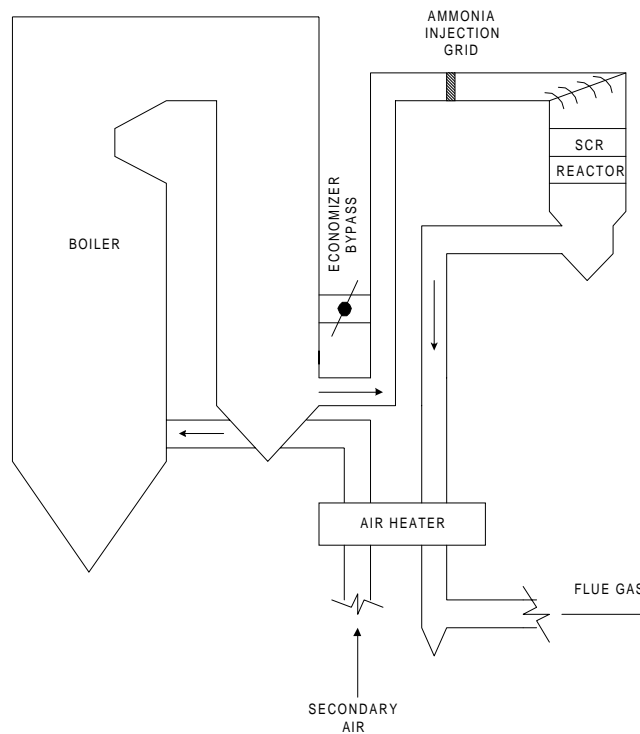 AMMONIA
INJECTION
GRID
SCR
REACTOR
ECONOMIZER
BYPASS
BOILER
AIR HEATER
FLUE GAS
SECONDARY
AIR